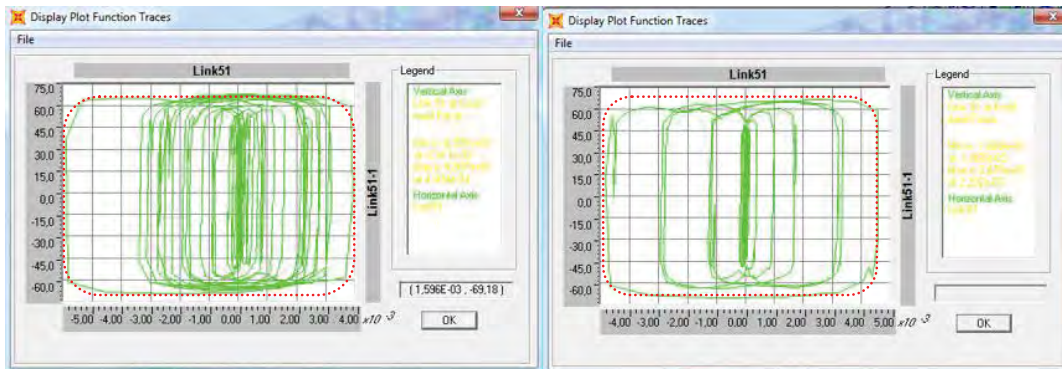 Display Plot Function Traces
File
Link51
Legend
75,0
60,0
45,0
30,0
15,0
0,0
-15,0
-30,0
-45,0
-60,0
Link51-1
Vertical Axis
Horizontal Axis
-5,00 -4,00 -3,00 -2,00 -1,00 0,00 1,00 2,00 3,00 4,00 x10 -3
( 1,596E-03 , -69,18 )
OK
Display Plot Function Traces
File
Link51
Legend
75,0
60,0
45,0
30,0
15,0
0,0
-15,0
-30,0
-45,0
-60,0
Link51-1
Vertical Axis
Horizontal Axis
-4,00 -3,00 -2,00 -1,00 0,00 1,00 2,00 3,00 4,00 5,00 x10 -3
OK